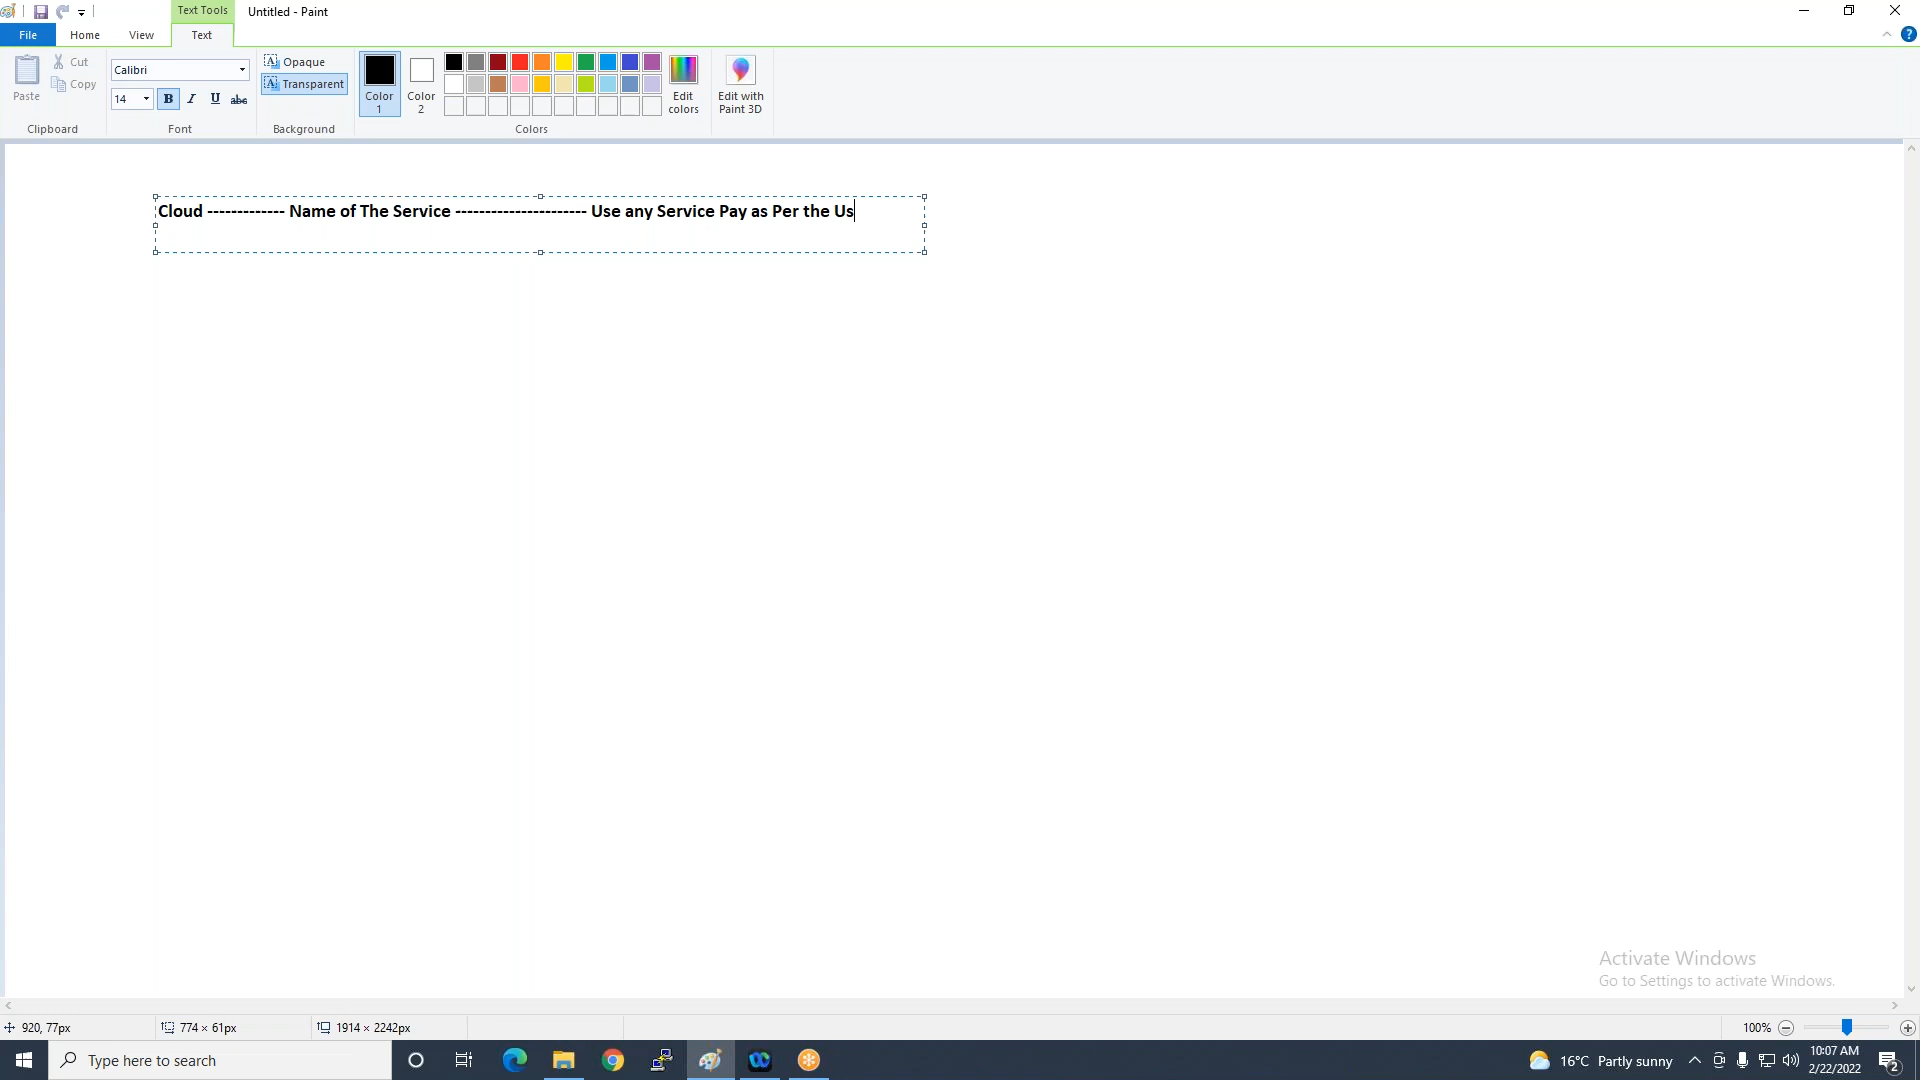 Text Tools
Untitled - Paint
File Home View Text
Paste
Cut
Copy
Clipboard
Calibri
14 B I U abc
Font
Opaque
Transparent
Background
Color 1
Color 2
Edit colors
Colors
Edit with Paint 3D
Cloud ------------- Name of The Service ---------------------- Use any Service Pay as Per the Us
Activate Windows
Go to Settings to activate Windows.
920, 77px 774 × 61px 1914 × 2242px 100%
Type here to search
16°C Partly sunny
10:07 AM
2/22/2022
2